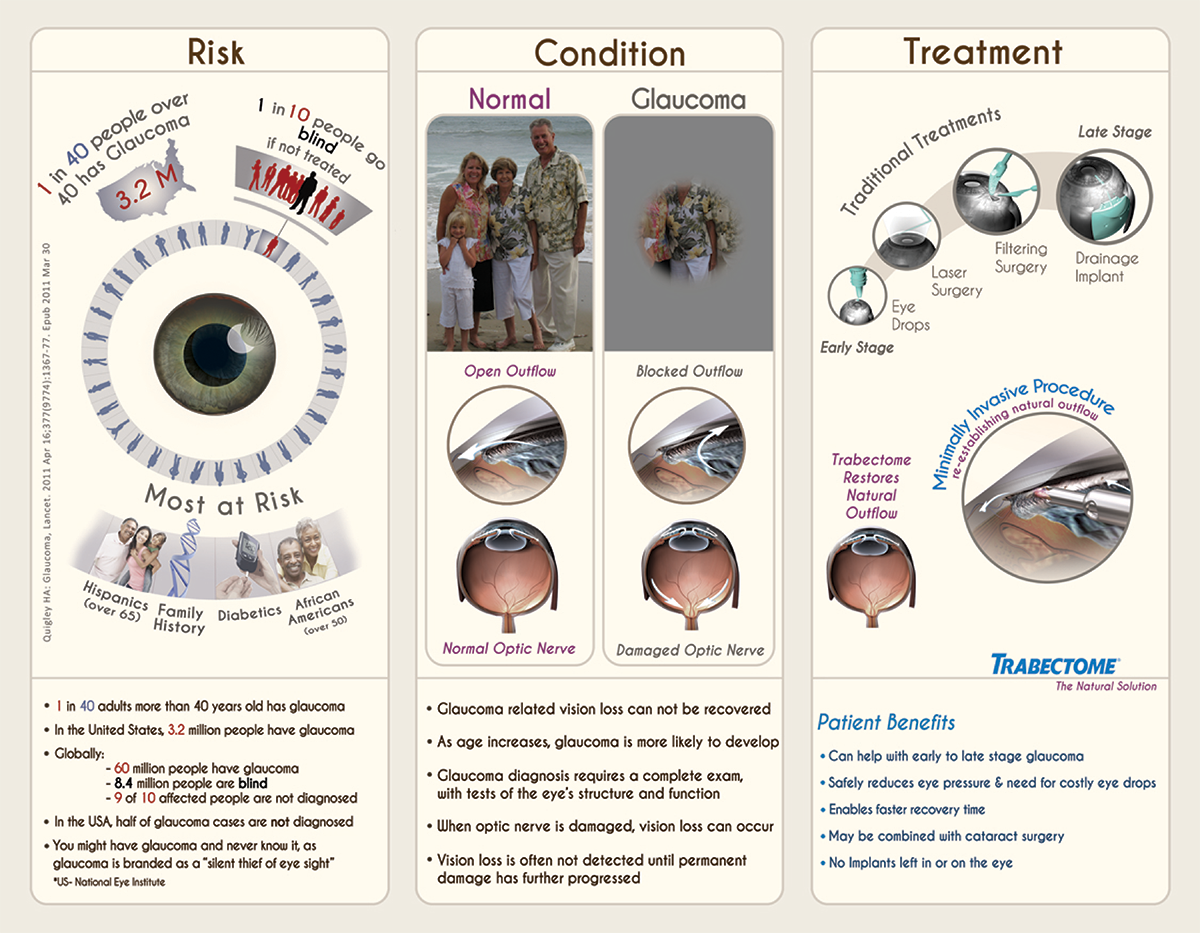 Risk
1 in 40 people over
40 has Glaucoma
3.2 M
1 in 10 people go
blind
if not treated
Quigley HA: Glaucoma, Lancet. 2011 Apr 16;377(9774):1367-77. Epub 2011 Mar 30
Most at Risk
Hispanics
(over 65)
Family
History
Diabetics
African
Americans
(over 50)
• 1 in 40 adults more than 40 years old has glaucoma
• In the United States, 3.2 million people have glaucoma
• Globally:
- 60 million people have glaucoma
- 8.4 million people are blind
- 9 of 10 affected people are not diagnosed
• In the USA, half of glaucoma cases are not diagnosed
• You might have glaucoma and never know it, as
glaucoma is branded as a “silent thief of eye sight”
*US- National Eye Institute
Condition
Normal
Glaucoma
Open Outflow
Blocked Outflow
Normal Optic Nerve
Damaged Optic Nerve
• Glaucoma related vision loss can not be recovered
• As age increases, glaucoma is more likely to develop
• Glaucoma diagnosis requires a complete exam,
with tests of the eye's structure and function
• When optic nerve is damaged, vision loss can occur
• Vision loss is often not detected until permanent
damage has further progressed
Treatment
Traditional Treatments
Late Stage
Filtering
Surgery
Drainage
Implant
Laser
Surgery
Eye
Drops
Early Stage
Minimally Invasive Procedure
re-establishing natural outflow
Trabectome
Restores
Natural
Outflow
TRABECTOME®
The Natural Solution
Patient Benefits
• Can help with early to late stage glaucoma
• Safely reduces eye pressure & need for costly eye drops
• Enables faster recovery time
• May be combined with cataract surgery
• No Implants left in or on the eye